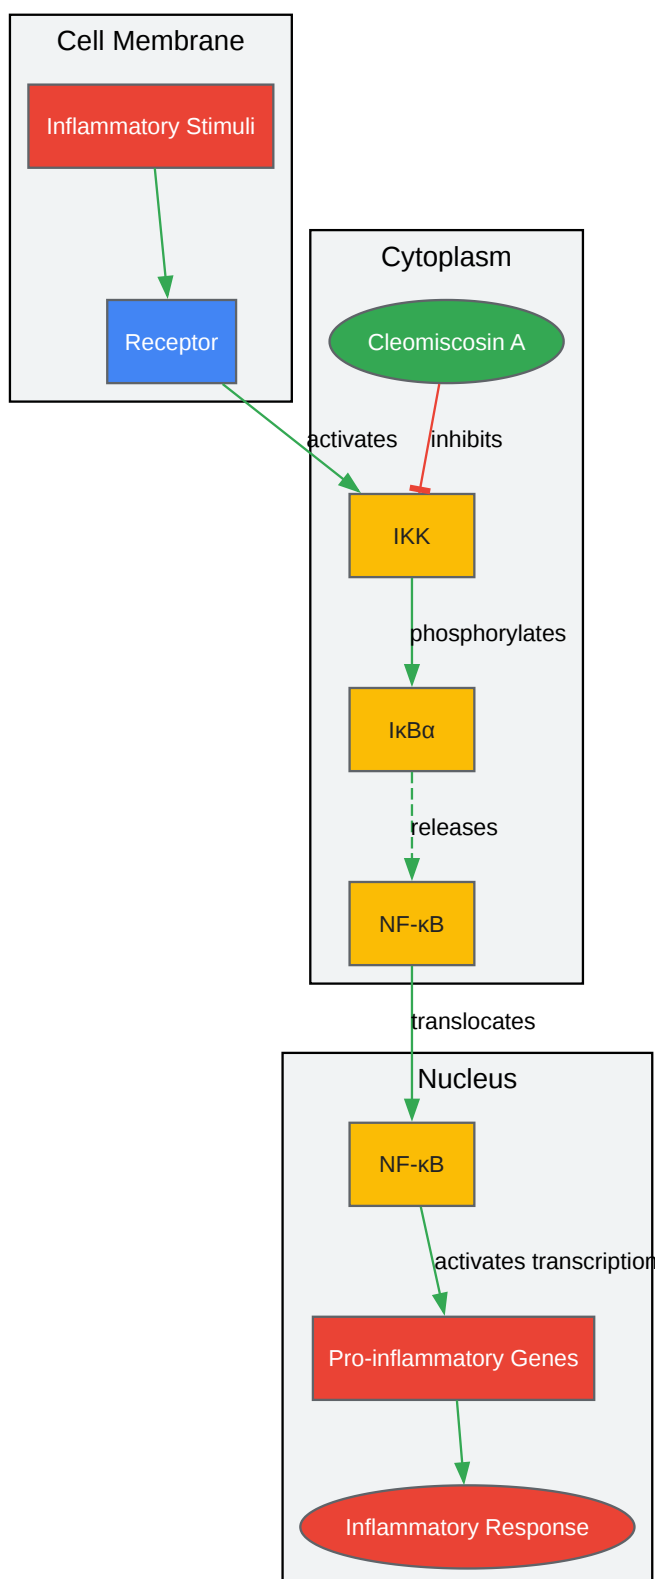 Cell Membrane
Inflammatory Stimuli
Receptor
Cytoplasm
Cleomiscosin A
activates
inhibits
IKK
phosphorylates
IκBα
releases
NF-κB
translocates
Nucleus
NF-κB
activates transcription
Pro-inflammatory Genes
Inflammatory Response